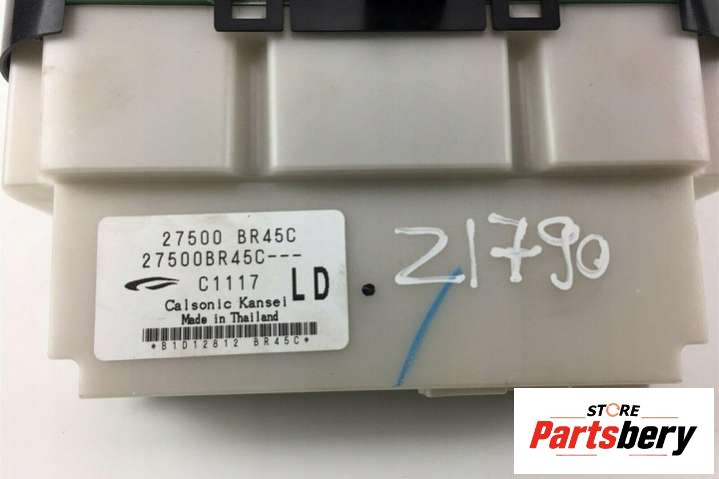 27500 BR45C
27500BR45C---
C1117 LD
Calsonic Kansei
Made in Thailand
*B1D12812 BR45C*
21790
STORE
Partsbery